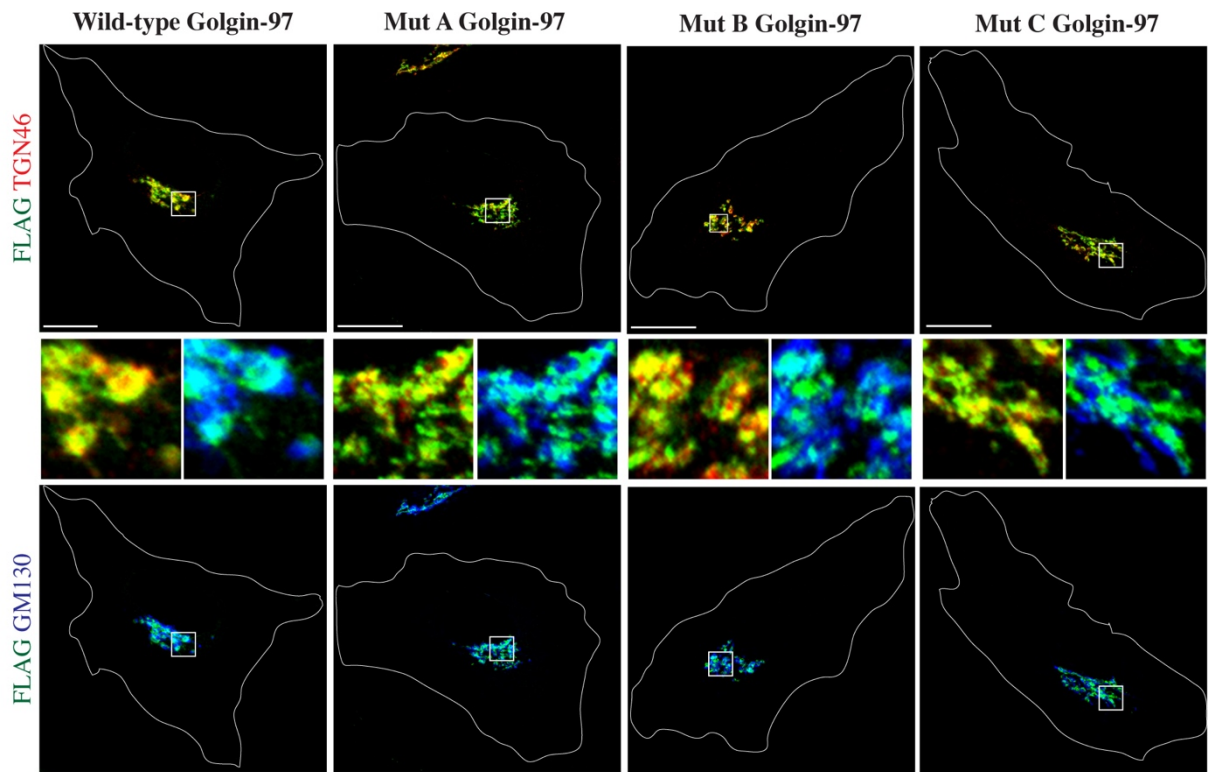 Wild-type Golgin-97
Mut A Golgin-97
Mut B Golgin-97
Mut C Golgin-97
FLAG TGN46
FLAG GM130